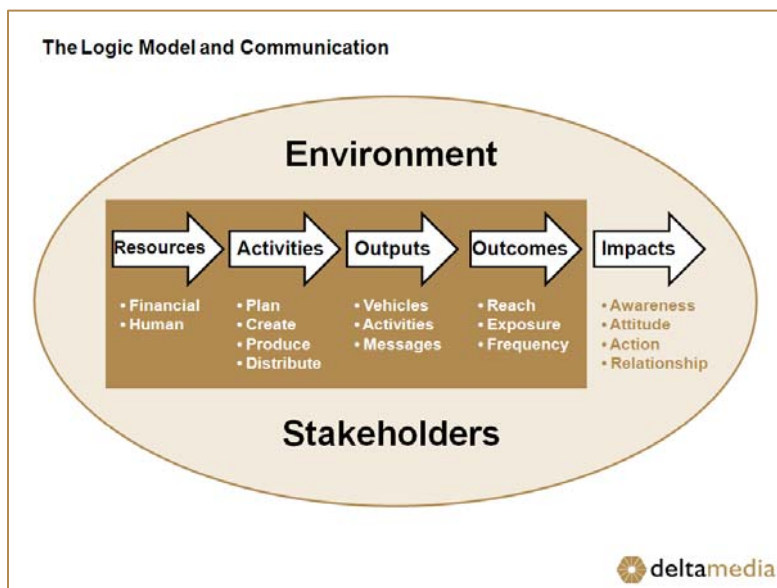 The Logic Model and Communication
Environment
Resources
• Financial
• Human
Activities
• Plan
• Create
• Produce
• Distribute
Outputs
• Vehicles
• Activities
• Messages
Outcomes
• Reach
• Exposure
• Frequency
Impacts
• Awareness
• Attitude
• Action
• Relationship
Stakeholders
deltamedia